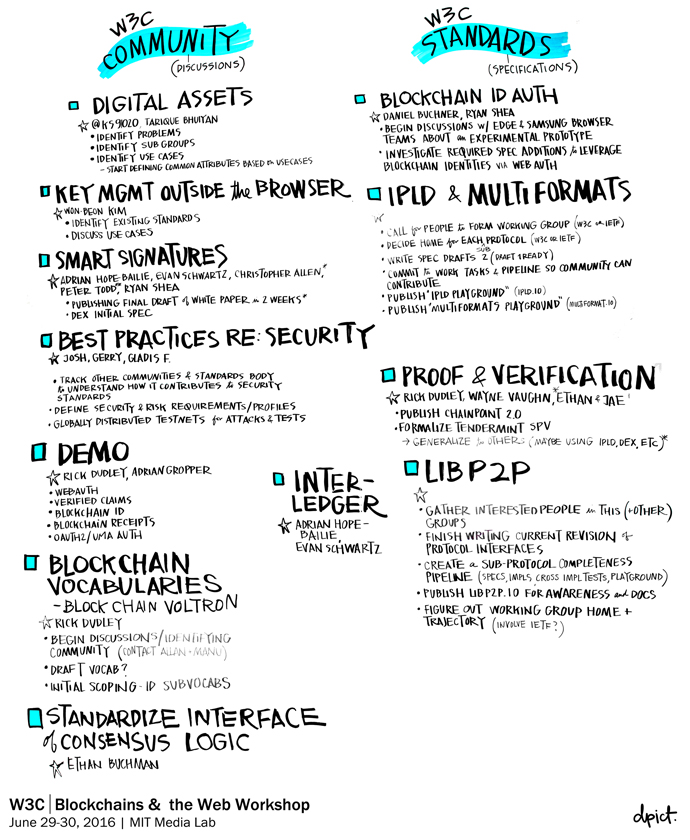 W3C
COMMUNITY
(DISCUSSIONS)
DIGITAL ASSETS
@KS91020, TARIQUE BHUIYAN
• IDENTIFY PROBLEMS
• IDENTIFY SUB GROUPS
• IDENTIFY USE CASES
- START DEFINING COMMON ATTRIBUTES BASED ON USECASES
KEY MGMT OUTSIDE the BROWSER
WON-BEON KIM
• IDENTIFY EXISTING STANDARDS
• DISCUSS USE CASES
SMART SIGNATURES
ADRIAN HOPE-BAILIE, EVAN SCHWARTZ, CHRISTOPHER ALLEN,*
PETER TODD,* RYAN SHEA
• PUBLISHING FINAL DRAFT of WHITE PAPER in 2 WEEKS*
• DEX INITIAL SPEC
BEST PRACTICES RE: SECURITY
JOSH, GERRY, GLADIS F.
• TRACK OTHER COMMUNITIES & STANDARDS BODY
to UNDERSTAND HOW IT CONTRIBUTES to SECURITY
STANDARDS
• DEFINE SECURITY & RISK REQUIREMENTS/PROFILES
• GLOBALLY DISTRIBUTED TESTNETS for ATTACKS & TESTS
DEMO
RICK DUDLEY, ADRIAN GROPPER
• WEBAUTH
• VERIFIED CLAIMS
• BLOCKCHAIN ID
• BLOCKCHAIN RECEIPTS
• OAUTH2/UMA AUTH
INTER-
LEDGER
ADRIAN HOPE-
BAILIE,
EVAN SCHWARTZ
BLOCKCHAIN
VOCABULARIES
- BLOCK CHAIN VOLTRON
RICK DUDLEY
• BEGIN DISCUSSIONS/IDENTIFYING
COMMUNITY (CONTACT ALLAN + MANU)
• DRAFT VOCAB?
• INITIAL SCOPING - ID SUBVOCABS
STANDARDIZE INTERFACE
of CONSENSUS LOGIC
ETHAN BUCHMAN
W3C
STANDARDS
(SPECIFICATIONS)
BLOCKCHAIN ID AUTH
DANIEL BUCHNER, RYAN SHEA
• BEGIN DISCUSSIONS W/ EDGE & SAMSUNG BROWSER
TEAMS ABOUT an EXPERIMENTAL PROTOTYPE
• INVESTIGATE REQUIRED SPEC ADDITIONS to LEVERAGE
BLOCKCHAIN IDENTITIES VIA WEB AUTH
IPLD & MULTIFORMATS
• CALL for PEOPLE to FORM WORKING GROUP (W3C or IETF)
• DECIDE HOME for EACH PROTOCOL (W3C or IETF)
• WRITE SPEC SUB DRAFTS 2 (DRAFT 1 READY)
• COMMIT to WORK TASKS & PIPELINE SO COMMUNITY CAN
CONTRIBUTE
• PUBLISH "IPLD PLAYGROUND" (IPLD.IO)
• PUBLISH "MULTIFORMATS PLAYGROUND" (MULTIFORMAT.IO)
PROOF & VERIFICATION
RICK DUDLEY, WAYNE VAUGHN, *ETHAN & JAE*
• PUBLISH CHAINPOINT 2.0
• FORMALIZE TENDERMINT SPV
→ GENERALIZE to OTHERS (MAYBE USING IPLD, DEX, ETC)*
LIBP2P
• GATHER INTERESTED PEOPLE in THIS (+OTHER)
GROUPS
• FINISH WRITING CURRENT REVISION of
PROTOCOL INTERFACES
• CREATE a SUB-PROTOCOL COMPLETENESS
PIPELINE (SPECS, IMPLS, CROSS IMPL TESTS, PLAYGROUND)
• PUBLISH LIBP2P.IO FOR AWARENESS and DOCS
• FIGURE OUT WORKING GROUP HOME +
TRAJECTORY (INVOLVE IETF?)
W3C | Blockchains & the Web Workshop
June 29-30, 2016 | MIT Media Lab
dpict.